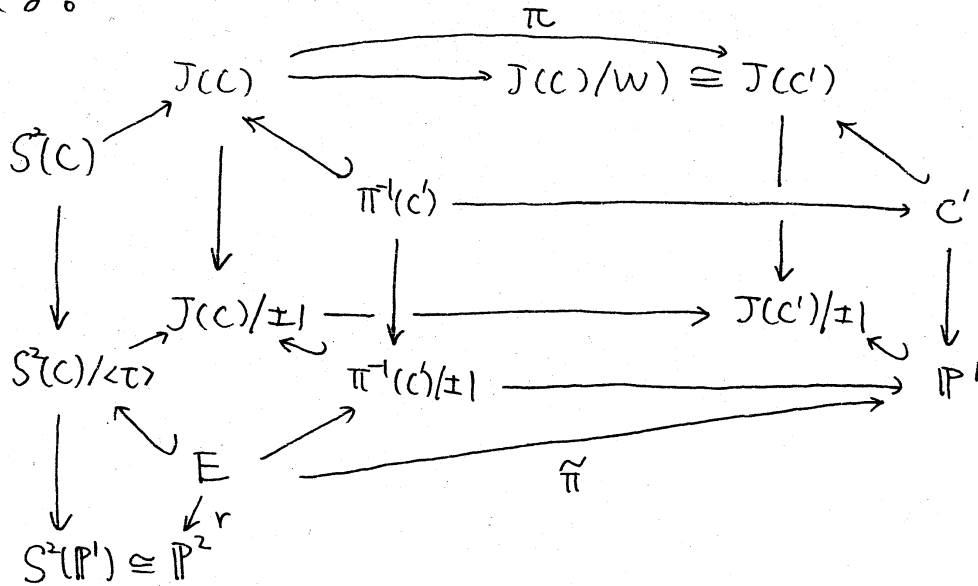 π
J(C) J(C)/W) ≅ J(C')
S²(C)
π⁻¹(C') C'
J(C)/±1 J(C')/±1
S²(C)/<τ> π⁻¹(C')/±1 ℙ¹
E π̃
r
S²(ℙ¹) ≅ ℙ²